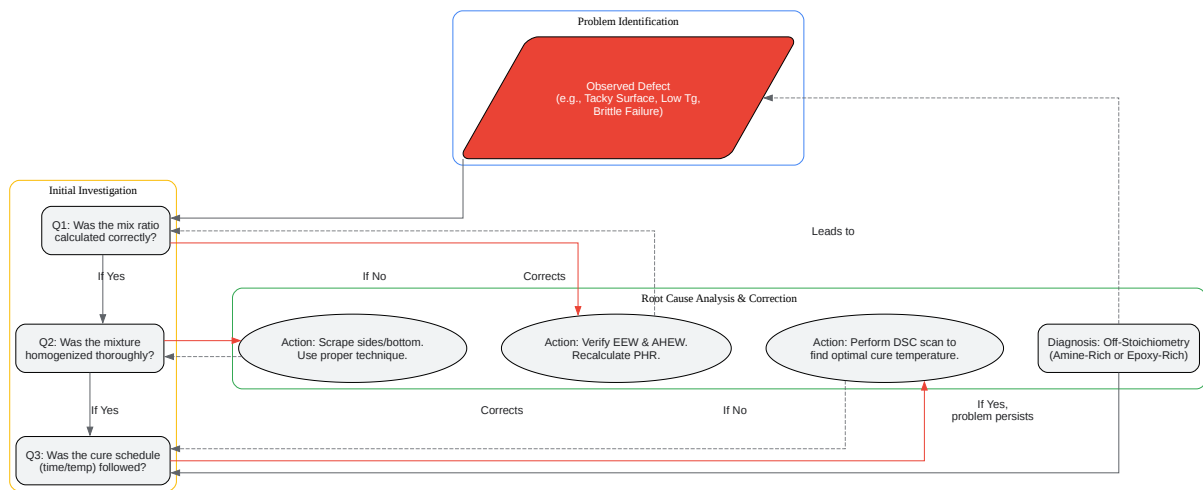 Problem Identification
Observed Defect
(e.g., Tacky Surface, Low Tg,
Brittle Failure)
Initial Investigation
Q1: Was the mix ratio
calculated correctly?
Leads to
If Yes
If No
Corrects
Root Cause Analysis & Correction
Q2: Was the mixture
homogenized thoroughly?
Action: Scrape sides/bottom.
Use proper technique.
Action: Verify EEW & AHEW.
Recalculate PHR.
Action: Perform DSC scan to
find optimal cure temperature.
Diagnosis: Off-Stoichiometry
(Amine-Rich or Epoxy-Rich)
If Yes
Corrects
If No
If Yes,
problem persists
Q3: Was the cure schedule
(time/temp) followed?